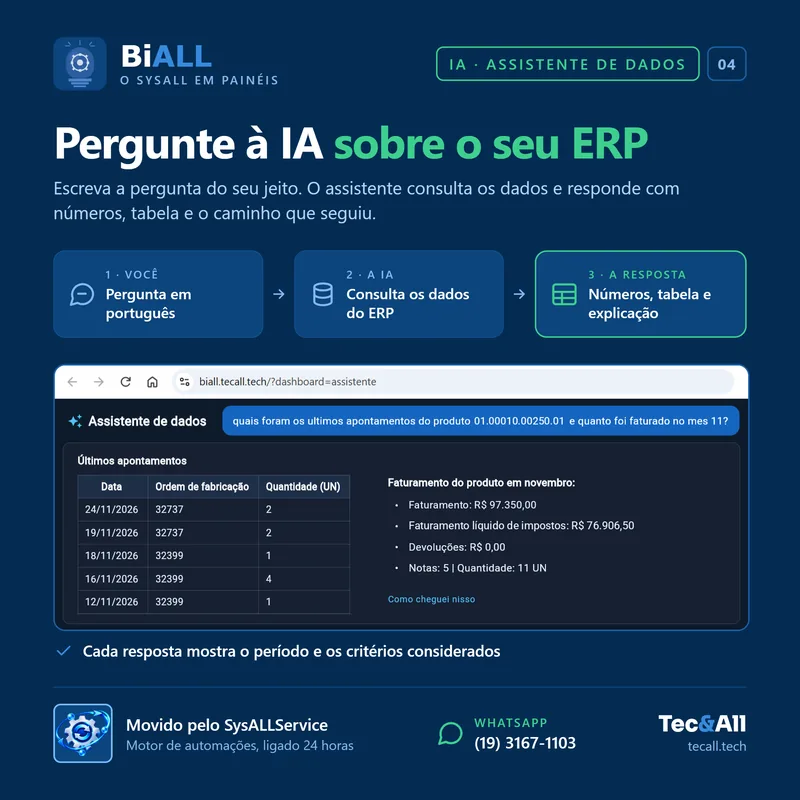 BiALL
O SYSALL EM PAINÉIS
IA · ASSISTENTE DE DADOS
04
Pergunte à IA sobre o seu ERP
Escreva a pergunta do seu jeito. O assistente consulta os dados e responde com
números, tabela e o caminho que seguiu.
1 · VOCÊ
Pergunta em
português
2 · A IA
Consulta os dados
do ERP
3 · A RESPOSTA
Números, tabela e
explicação
biall.tecall.tech/?dashboard=assistente
Assistente de dados
quais foram os ultimos apontamentos do produto 01.00010.00250.01 e quanto foi faturado no mes 11?
Últimos apontamentos
Data Ordem de fabricação Quantidade (UN)
24/11/2026 32737 2
19/11/2026 32737 2
18/11/2026 32399 1
16/11/2026 32399 4
12/11/2026 32399 1
Faturamento do produto em novembro:
• Faturamento: R$ 97.350,00
• Faturamento líquido de impostos: R$ 76.906,50
• Devoluções: R$ 0,00
• Notas: 5 | Quantidade: 11 UN
Como cheguei nisso
Cada resposta mostra o período e os critérios considerados
Movido pelo SysALLService
Motor de automações, ligado 24 horas
WHATSAPP
(19) 3167-1103
Tec&All
tecall.tech